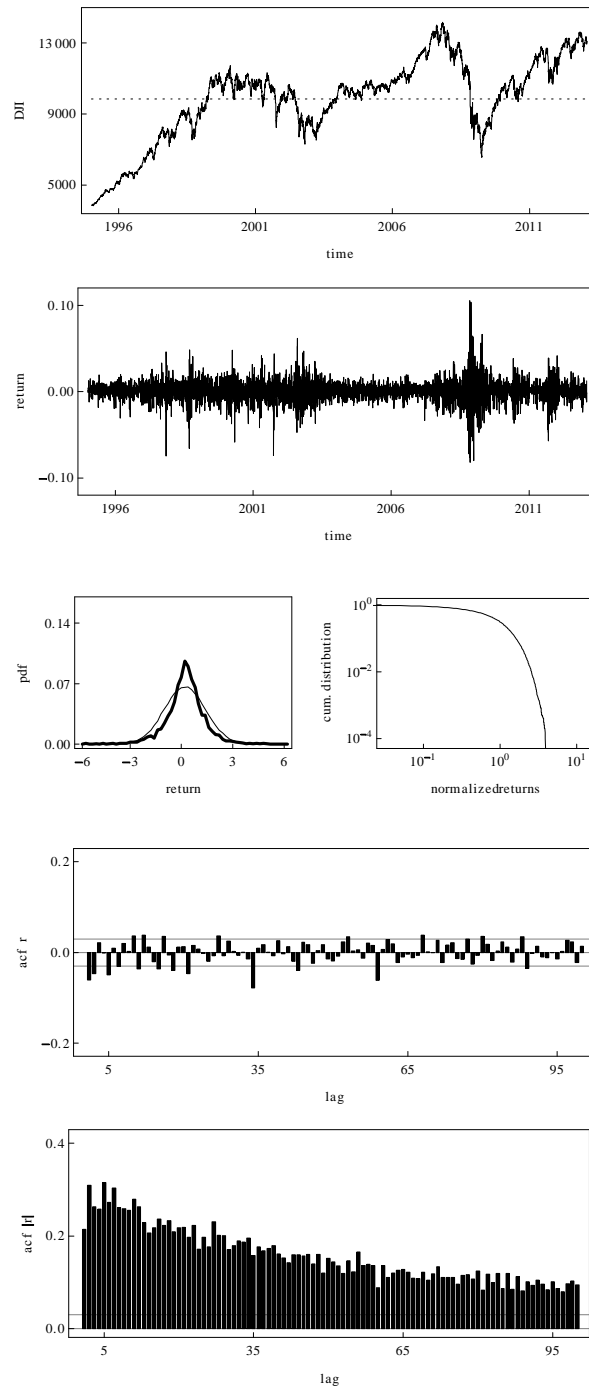 13 000
9000
5000
DJI
1996 2001 2006 2011
time
0.10
0.00
−0.10
return
1996 2001 2006 2011
time
0.14
0.07
0.00
pdf
−6 −3 0 3 6
return
10^0
10^−2
10^−4
cum. distribution
10^−1 10^0 10^1
normalizedreturns
0.2
0.0
−0.2
acf r
5 35 65 95
lag
0.4
0.2
0.0
acf |r|
5 35 65 95
lag